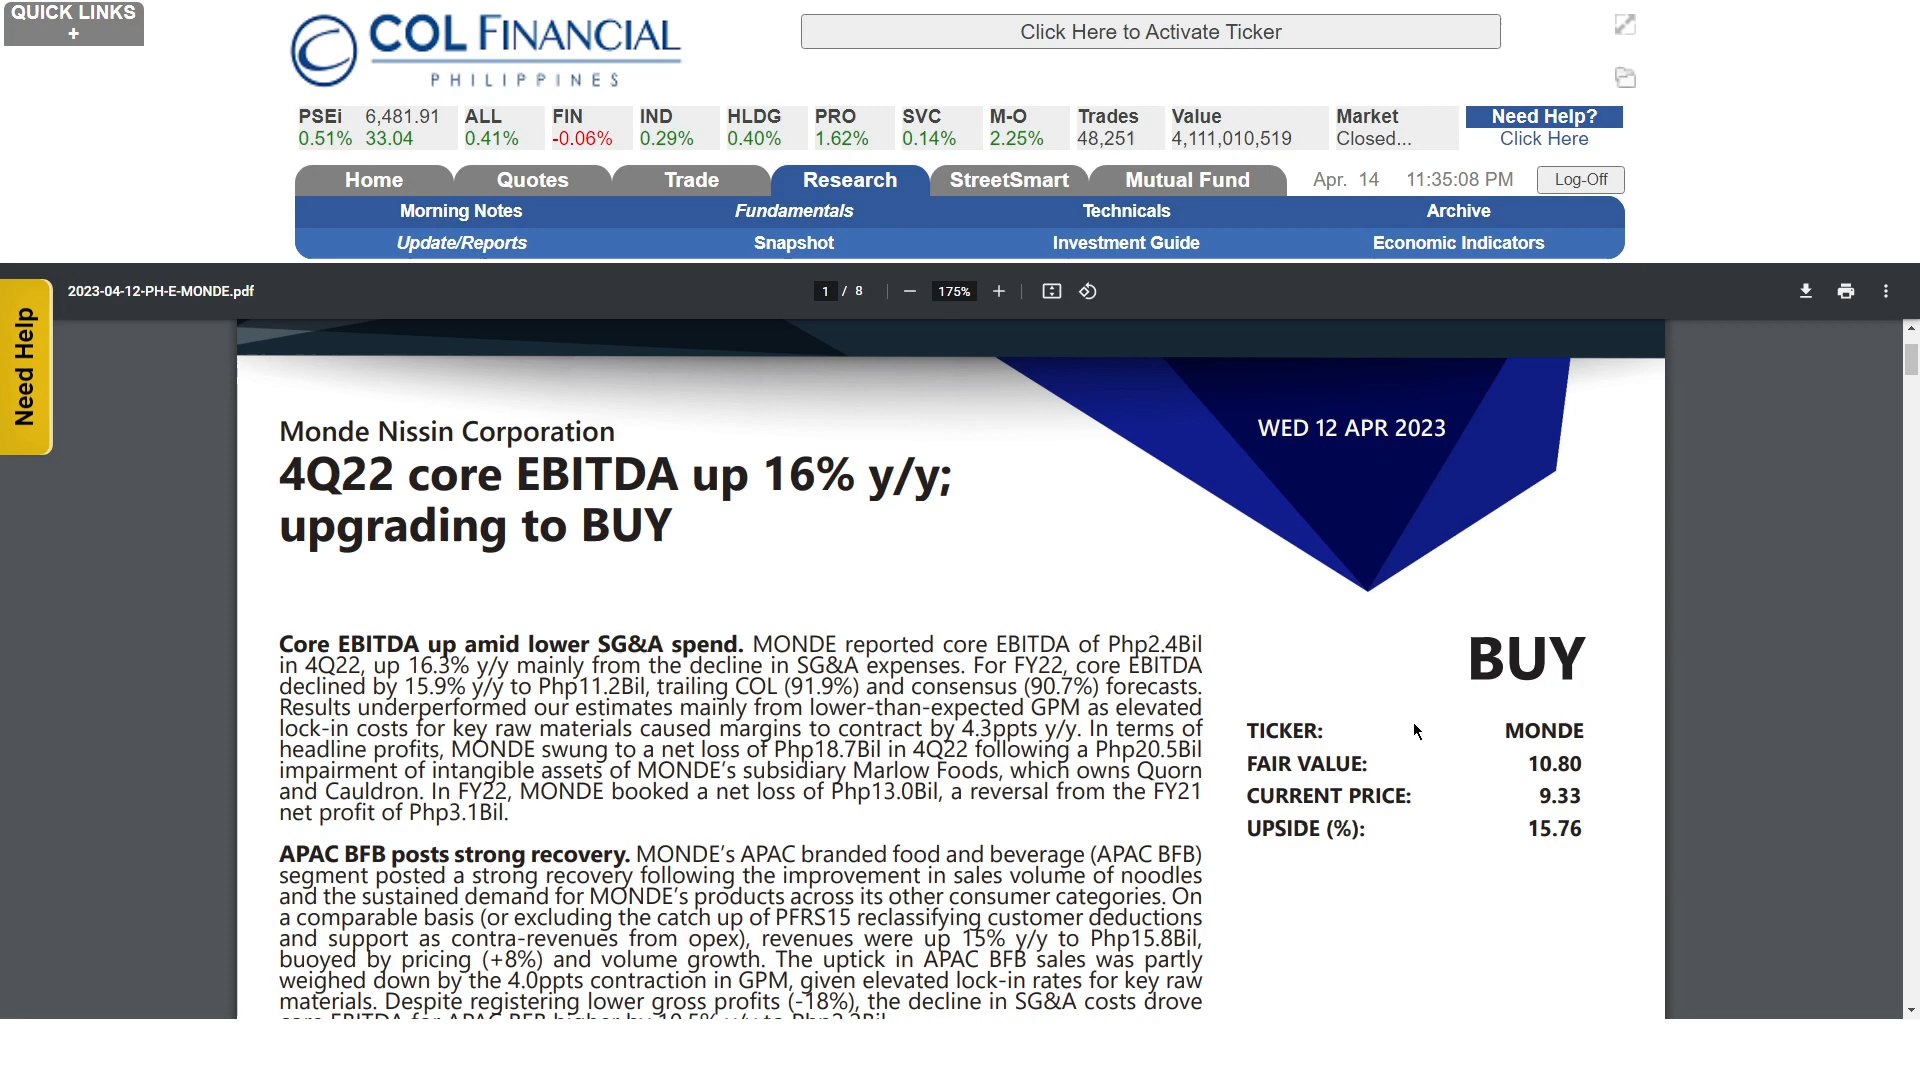 QUICK LINKS
+
COL FINANCIAL
PHILIPPINES
Click Here to Activate Ticker
PSEi 6,481.91 ALL FIN IND HLDG PRO SVC M-O Trades Value Market Need Help?
0.51% 33.04 0.41% -0.06% 0.29% 0.40% 1.62% 0.14% 2.25% 48,251 4,111,010,519 Closed... Click Here
Home Quotes Trade Research StreetSmart Mutual Fund Apr. 14 11:35:08 PM Log-Off
Morning Notes Fundamentals Technicals Archive
Update/Reports Snapshot Investment Guide Economic Indicators
Need Help
2023-04-12-PH-E-MONDE.pdf 1 / 8 — 175% +
WED 12 APR 2023
Monde Nissin Corporation
4Q22 core EBITDA up 16% y/y;
upgrading to BUY
Core EBITDA up amid lower SG&A spend. MONDE reported core EBITDA of Php2.4Bil
in 4Q22, up 16.3% y/y mainly from the decline in SG&A expenses. For FY22, core EBITDA
declined by 15.9% y/y to Php11.2Bil, trailing COL (91.9%) and consensus (90.7%) forecasts.
Results underperformed our estimates mainly from lower-than-expected GPM as elevated
lock-in costs for key raw materials caused margins to contract by 4.3ppts y/y. In terms of
headline profits, MONDE swung to a net loss of Php18.7Bil in 4Q22 following a Php20.5Bil
impairment of intangible assets of MONDE's subsidiary Marlow Foods, which owns Quorn
and Cauldron. In FY22, MONDE booked a net loss of Php13.0Bil, a reversal from the FY21
net profit of Php3.1Bil.
APAC BFB posts strong recovery. MONDE's APAC branded food and beverage (APAC BFB)
segment posted a strong recovery following the improvement in sales volume of noodles
and the sustained demand for MONDE's products across its other consumer categories. On
a comparable basis (or excluding the catch up of PFRS15 reclassifying customer deductions
and support as contra-revenues from opex), revenues were up 15% y/y to Php15.8Bil,
buoyed by pricing (+8%) and volume growth. The uptick in APAC BFB sales was partly
weighed down by the 4.0ppts contraction in GPM, given elevated lock-in rates for key raw
materials. Despite registering lower gross profits (-18%), the decline in SG&A costs drove
BUY
TICKER: MONDE
FAIR VALUE: 10.80
CURRENT PRICE: 9.33
UPSIDE (%): 15.76